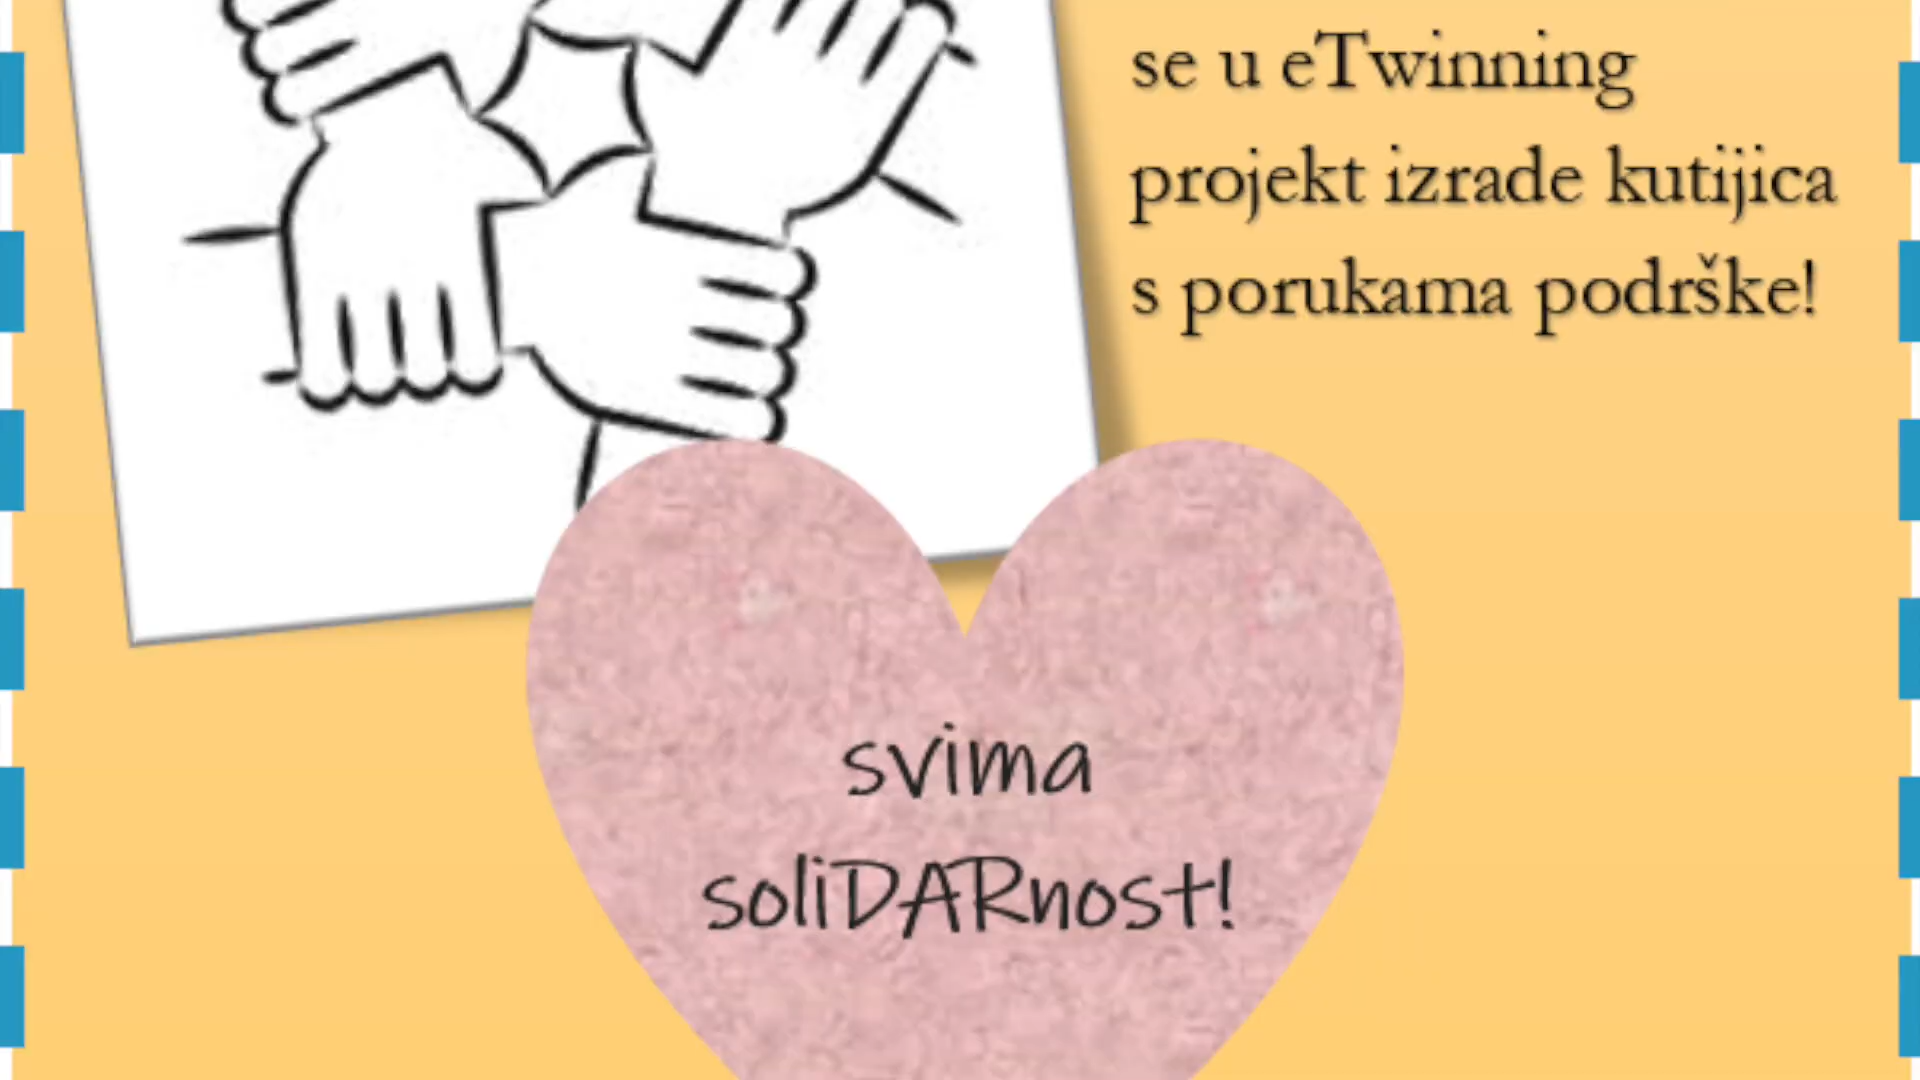 se u eTwinning
projekt izrade kutijica
s porukama podrške!
svima
soliDARnost!